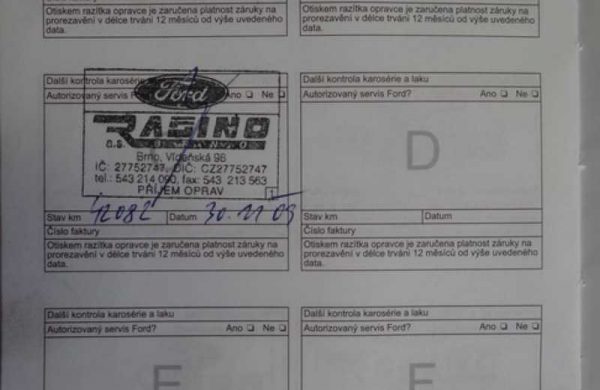 Otiskem razítka opravce je zaručena platnost záruky na
prorezavění v délce trvání 12 měsíců od výše uvedeného
data.
Otiskem razítka opravce je zaručena platnost záruky na
prorezavění v délce trvání 12 měsíců od výše uvedeného
data.
Další kontrola karosérie a laku
Autorizovaný servis Ford? Ano Ne
Ford
RASINO
a.s.
Brno, Vídeňská 96
IČ: 27752747, DIČ: CZ27752747
tel.: 543 214 090, fax: 543 213 563
PŘÍJEM OPRAV 1
Stav km 42082 Datum 30.11 09
Číslo faktury
Otiskem razítka opravce je zaručena platnost záruky na
prorezavění v délce trvání 12 měsíců od výše uvedeného
data.
Další kontrola karosérie a laku
Autorizovaný servis Ford? Ano Ne
D
Stav km Datum
Číslo faktury
Otiskem razítka opravce je zaručena platnost záruky na
prorezavění v délce trvání 12 měsíců od výše uvedeného
data.
Další kontrola karosérie a laku
Autorizovaný servis Ford? Ano Ne
Další kontrola karosérie a laku
Autorizovaný servis Ford? Ano Ne